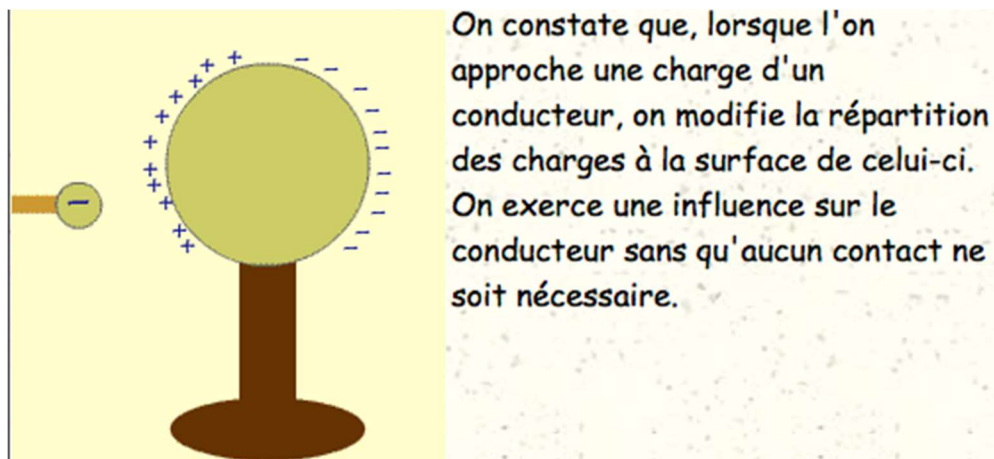 On constate que, lorsque l'on
approche une charge d'un
conducteur, on modifie la répartition
des charges à la surface de celui-ci.
On exerce une influence sur le
conducteur sans qu'aucun contact ne
soit nécessaire.